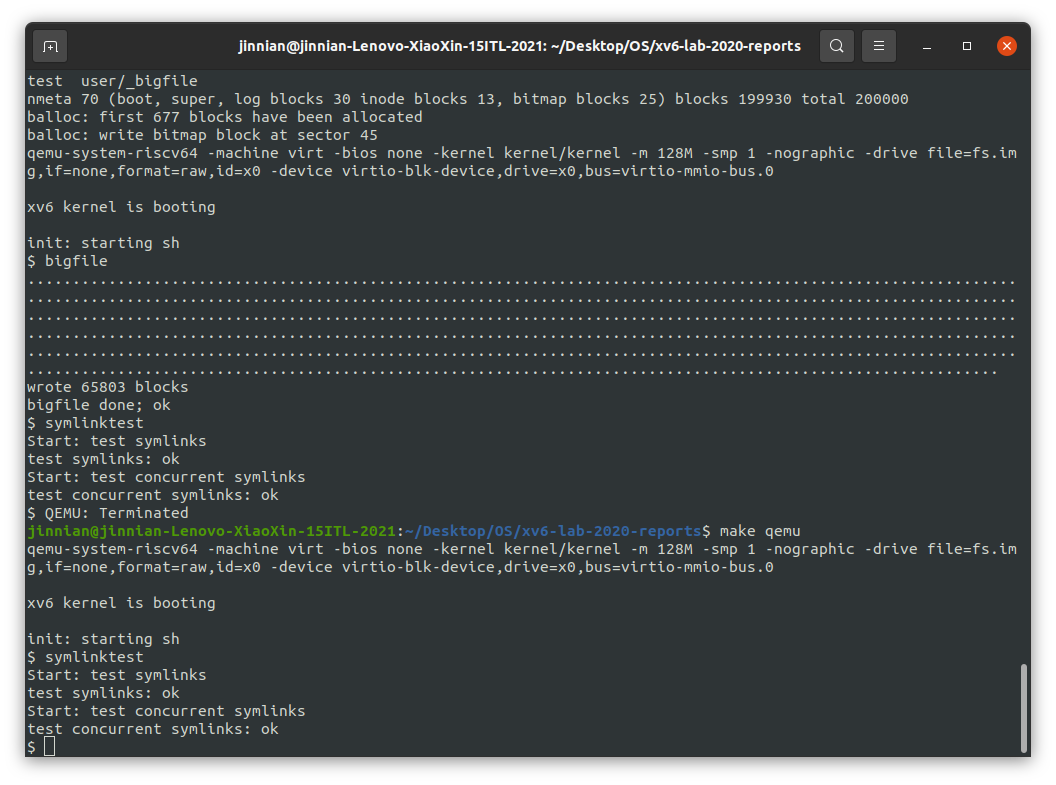 jinnian@jinnian-Lenovo-XiaoXin-15ITL-2021: ~/Desktop/OS/xv6-lab-2020-reports
test  user/_bigfile
nmeta 70 (boot, super, log blocks 30 inode blocks 13, bitmap blocks 25) blocks 199930 total 200000
balloc: first 677 blocks have been allocated
balloc: write bitmap block at sector 45
qemu-system-riscv64 -machine virt -bios none -kernel kernel/kernel -m 128M -smp 1 -nographic -drive file=fs.im
g,if=none,format=raw,id=x0 -device virtio-blk-device,drive=x0,bus=virtio-mmio-bus.0
xv6 kernel is booting
init: starting sh
$ bigfile
..............................................................................................................
..............................................................................................................
..............................................................................................................
..............................................................................................................
..............................................................................................................
............................................................................................................
wrote 65803 blocks
bigfile done; ok
$ symlinktest
Start: test symlinks
test symlinks: ok
Start: test concurrent symlinks
test concurrent symlinks: ok
$ QEMU: Terminated
jinnian@jinnian-Lenovo-XiaoXin-15ITL-2021:~/Desktop/OS/xv6-lab-2020-reports$ make qemu
qemu-system-riscv64 -machine virt -bios none -kernel kernel/kernel -m 128M -smp 1 -nographic -drive file=fs.im
g,if=none,format=raw,id=x0 -device virtio-blk-device,drive=x0,bus=virtio-mmio-bus.0
xv6 kernel is booting
init: starting sh
$ symlinktest
Start: test symlinks
test symlinks: ok
Start: test concurrent symlinks
test concurrent symlinks: ok
$